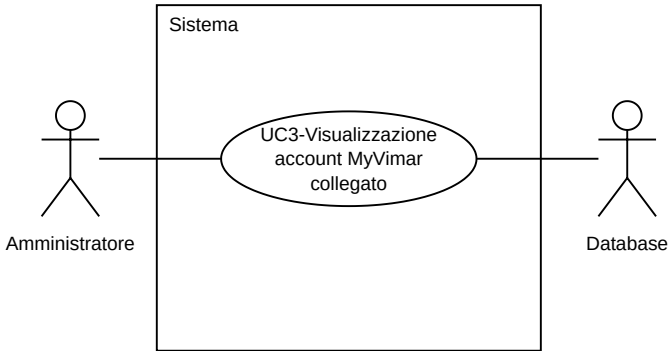 Sistema
UC3-Visualizzazione
account MyVimar
collegato
Amministratore
Database